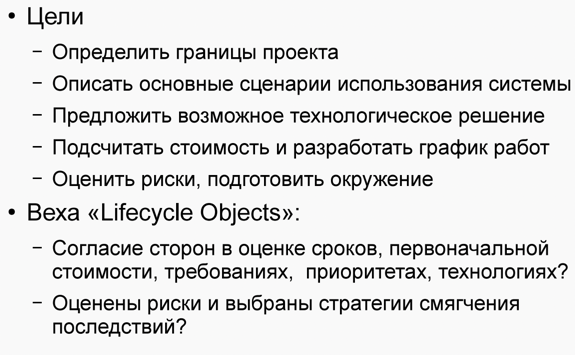 • Цели
– Определить границы проекта
– Описать основные сценарии использования системы
– Предложить возможное технологическое решение
– Подсчитать стоимость и разработать график работ
– Оценить риски, подготовить окружение
• Веха «Lifecycle Objects»:
– Согласие сторон в оценке сроков, первоначальной
стоимости, требованиях, приоритетах, технологиях?
– Оценены риски и выбраны стратегии смягчения
последствий?